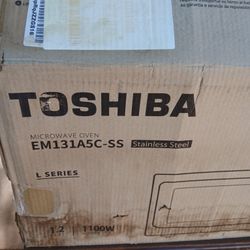 TOSHIBA
MICROWAVE OVEN
EM131A5C-SS Stainless Steel
L SERIES
1.2 1100W